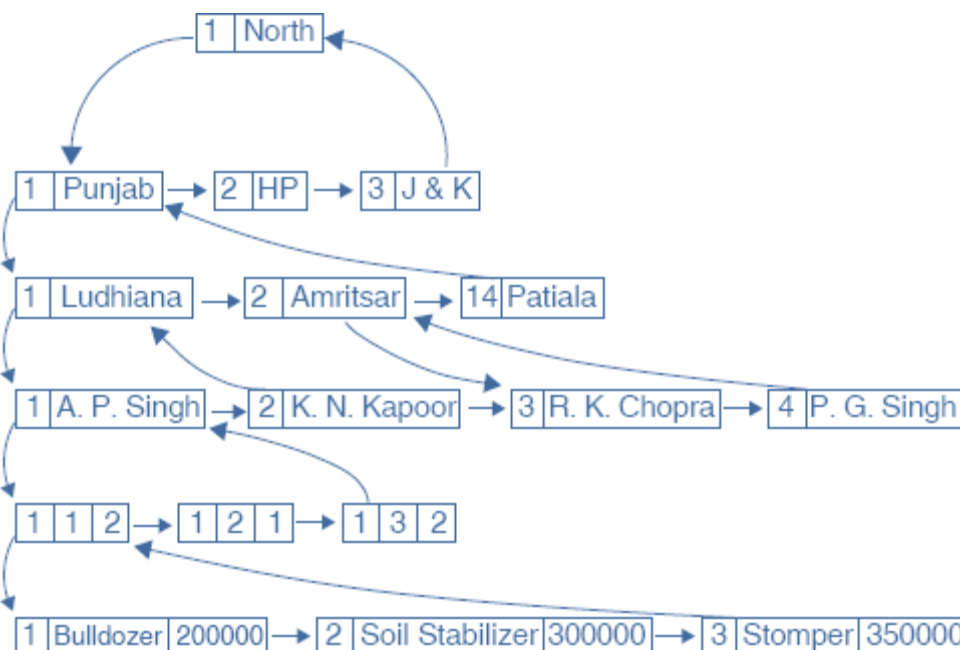 1 North
1 Punjab 2 HP 3 J & K
1 Ludhiana 2 Amritsar 14 Patiala
1 A. P. Singh 2 K. N. Kapoor 3 R. K. Chopra 4 P. G. Singh
1 1 2 1 2 1 1 3 2
1 Bulldozer 200000 2 Soil Stabilizer 300000 3 Stomper 350000